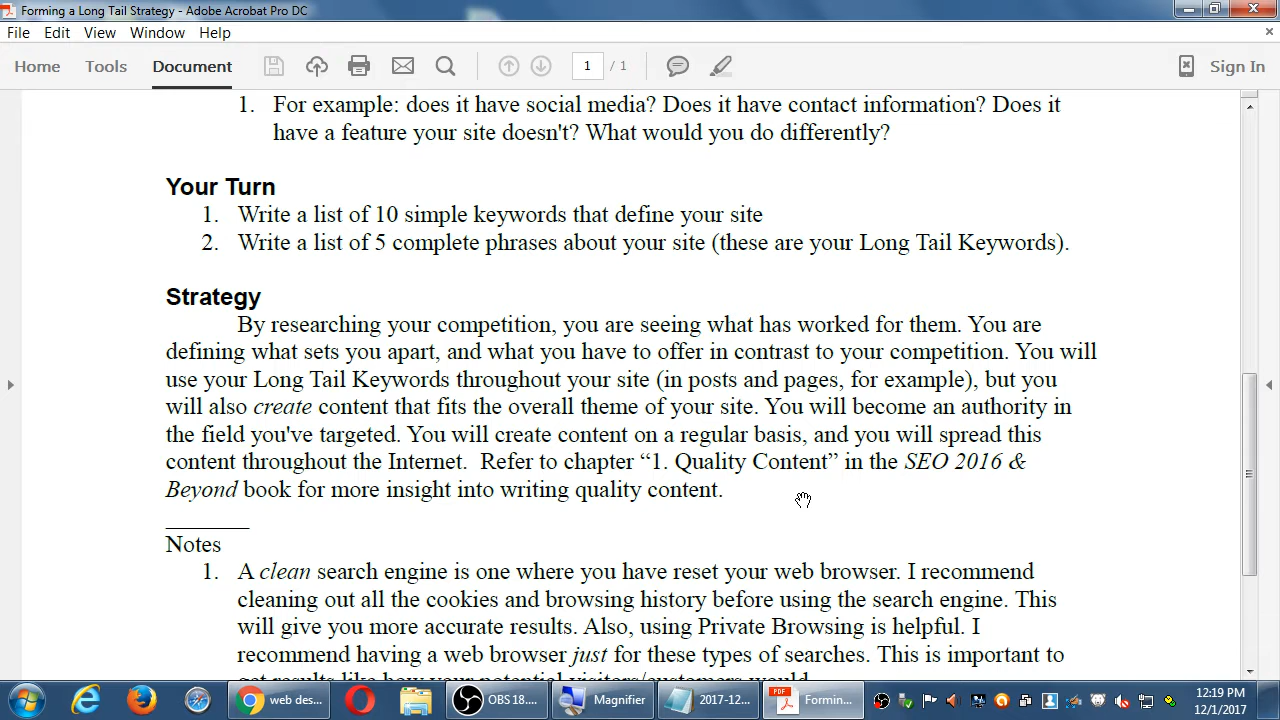 Forming a Long Tail Strategy - Adobe Acrobat Pro DC
File Edit View Window Help
Home Tools Document 1 / 1 Sign In
1. For example: does it have social media? Does it have contact information? Does it
have a feature your site doesn't? What would you do differently?
Your Turn
1. Write a list of 10 simple keywords that define your site
2. Write a list of 5 complete phrases about your site (these are your Long Tail Keywords).
Strategy
By researching your competition, you are seeing what has worked for them. You are
defining what sets you apart, and what you have to offer in contrast to your competition. You will
use your Long Tail Keywords throughout your site (in posts and pages, for example), but you
will also create content that fits the overall theme of your site. You will become an authority in
the field you've targeted. You will create content on a regular basis, and you will spread this
content throughout the Internet. Refer to chapter “1. Quality Content” in the SEO 2016 &
Beyond book for more insight into writing quality content.
Notes
1. A clean search engine is one where you have reset your web browser. I recommend
cleaning out all the cookies and browsing history before using the search engine. This
will give you more accurate results. Also, using Private Browsing is helpful. I
recommend having a web browser just for these types of searches. This is important to
get results like how your potential visitors/customers would
web des... OBS 18.... Magnifier 2017-12... PDF Formin... 12:19 PM
12/1/2017